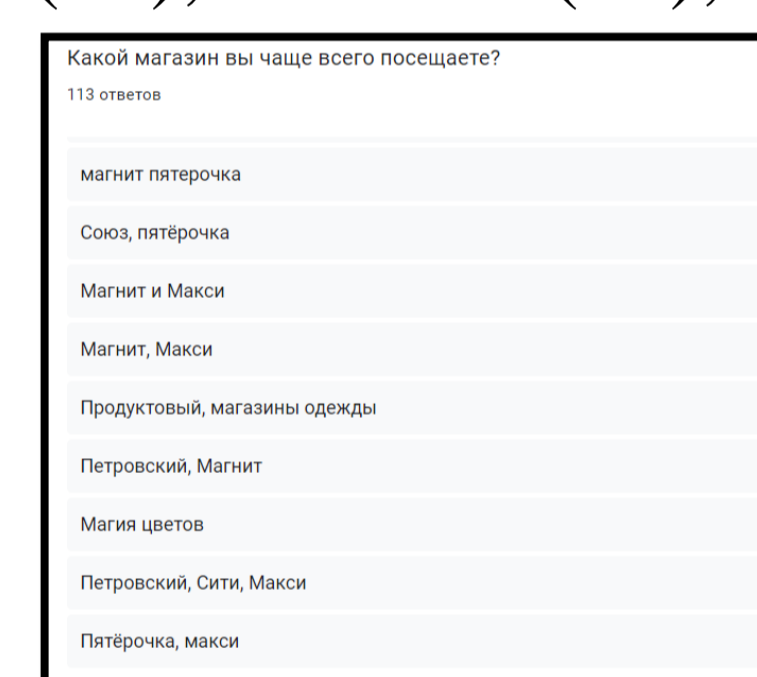 Какой магазин вы чаще всего посещаете?
113 ответов
магнит пятерочка
Союз, пятёрочка
Магнит и Макси
Магнит, Макси
Продуктовый, магазины одежды
Петровский, Магнит
Магия цветов
Петровский, Сити, Макси
Пятёрочка, макси